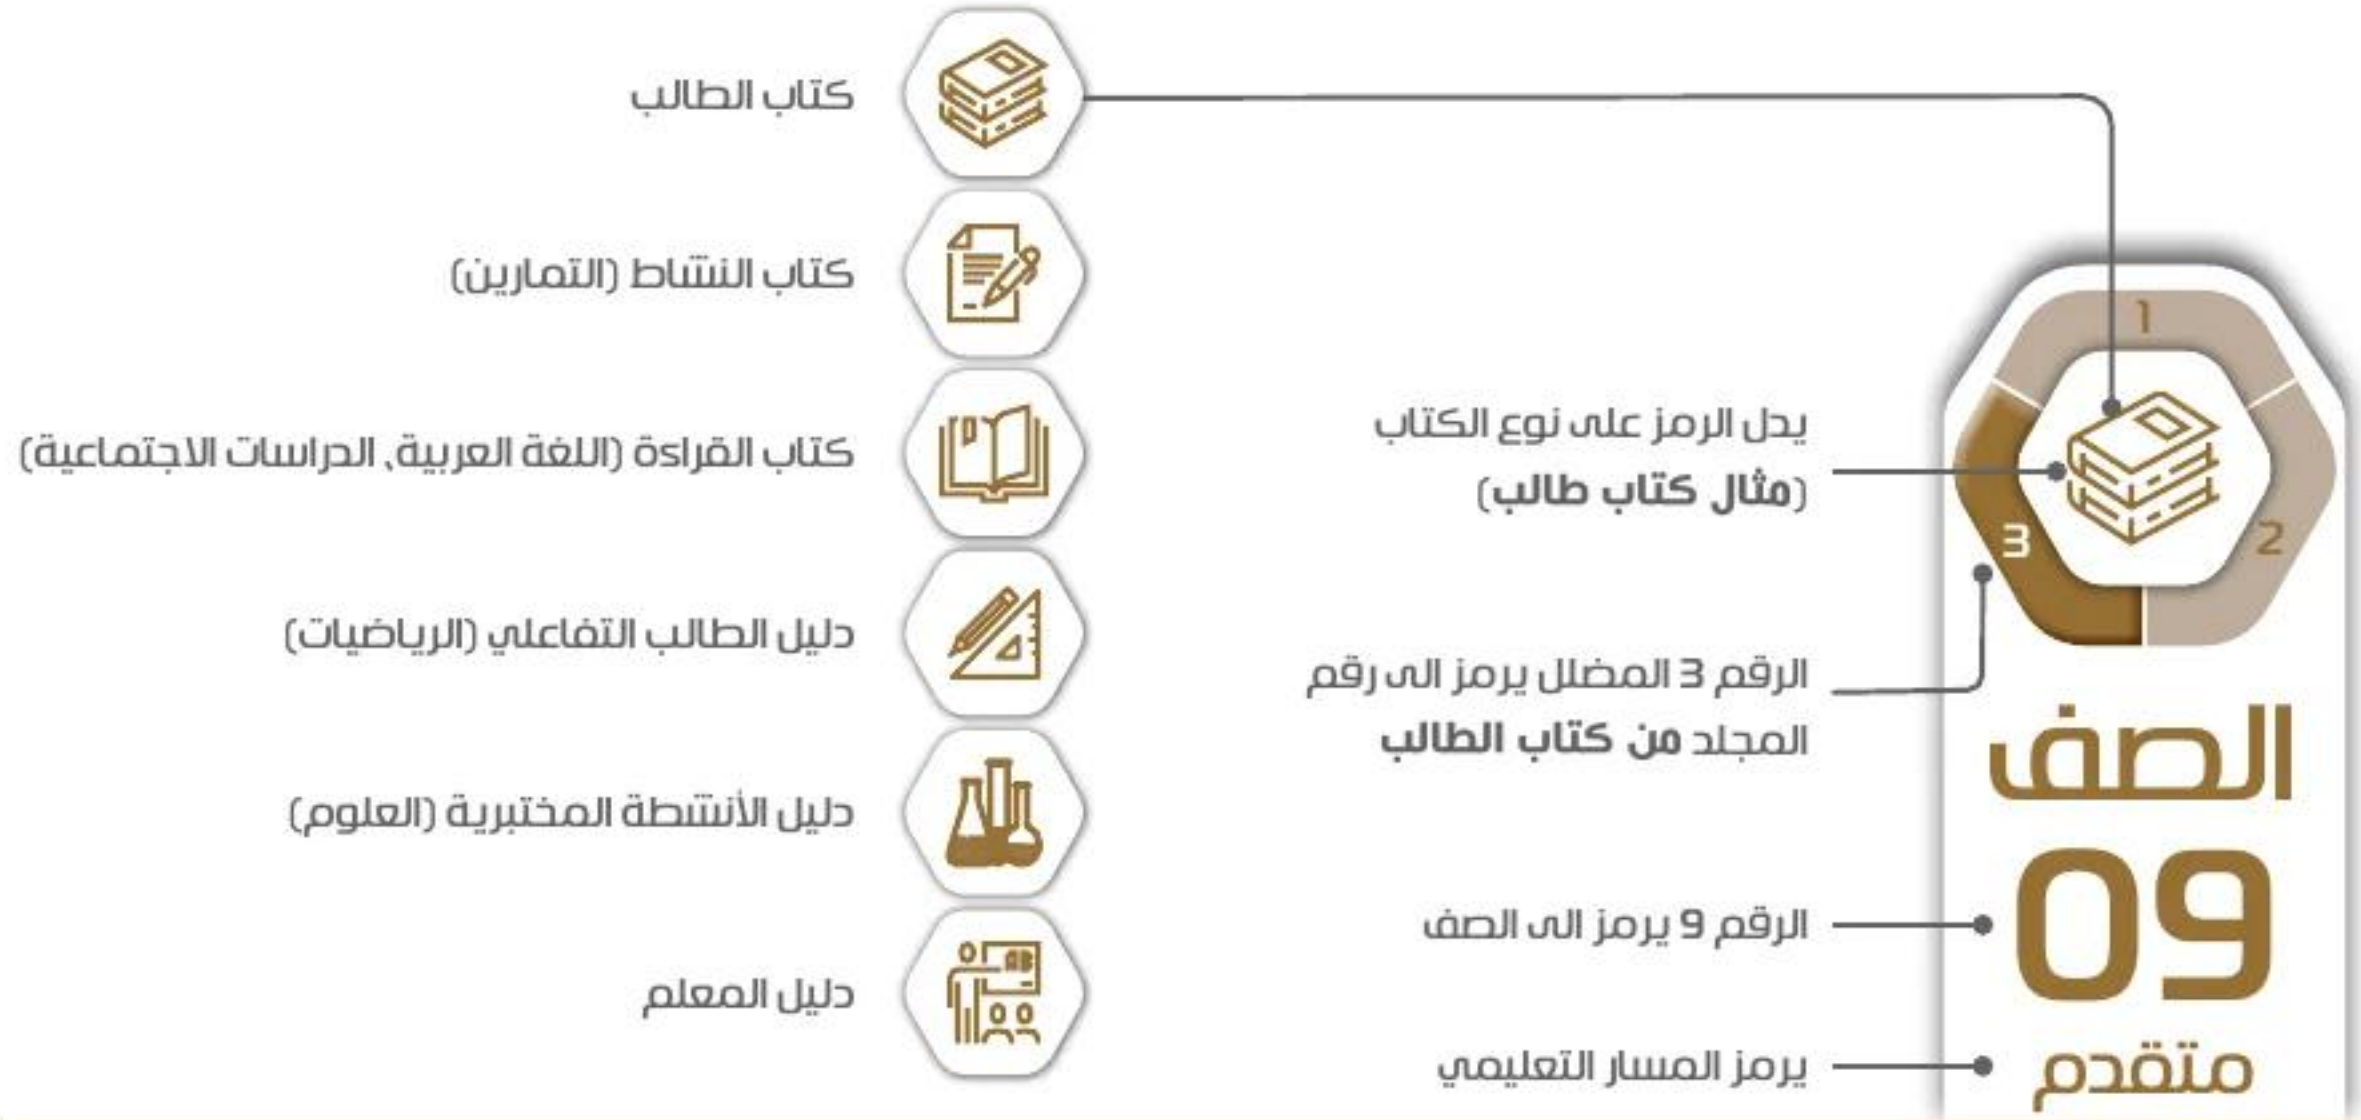 1
2
3
الصف
09
متقدم
يدل الرمز على نوع الكتاب
(مثال كتاب طالب)
الرقم 3 المضلل يرمز الى رقم
المجلد من كتاب الطالب
الرقم 9 يرمز الى الصف
يرمز المسار التعليمي
كتاب الطالب
كتاب النشاط (التمارين)
كتاب القراءة (اللغة العربية، الدراسات الاجتماعية)
دليل الطالب التفاعلي (الرياضيات)
دليل الأنشطة المختبرية (العلوم)
AB
دليل المعلم